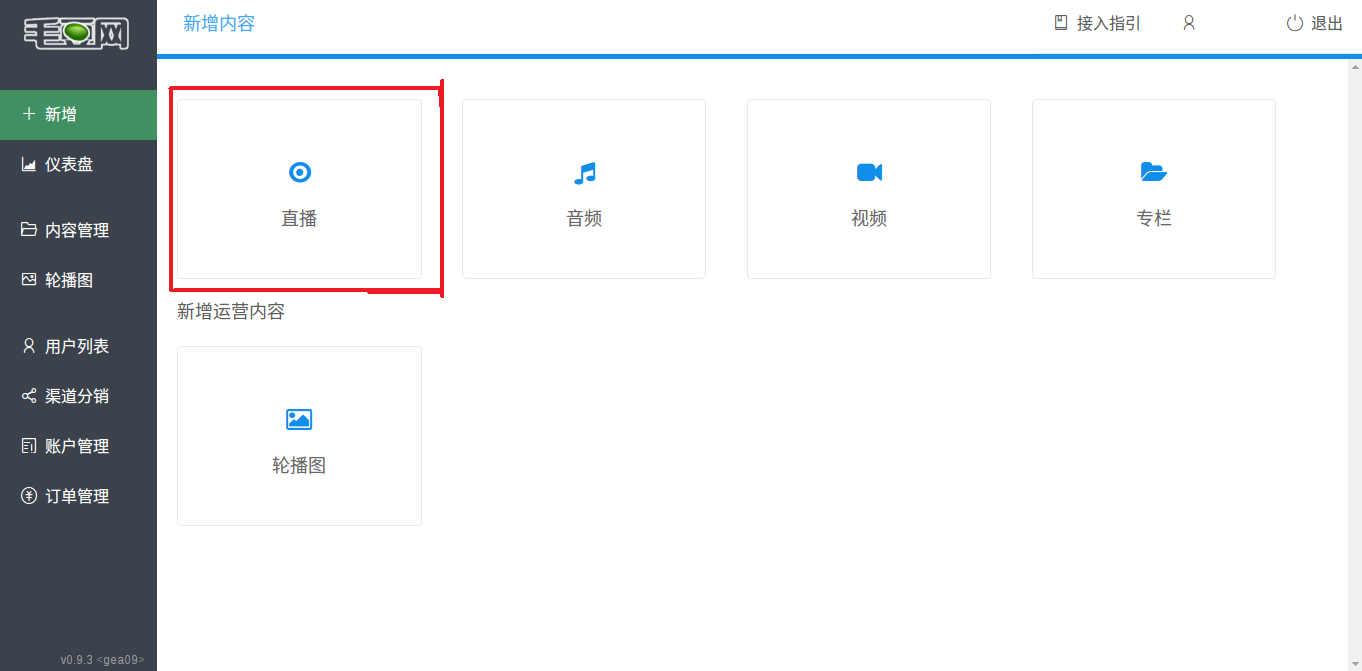 毛豆网
新增内容
接入指引
退出
新增
仪表盘
内容管理
轮播图
用户列表
渠道分销
账户管理
订单管理
直播
音频
视频
专栏
新增运营内容
轮播图
v0.9.3 <gea09>